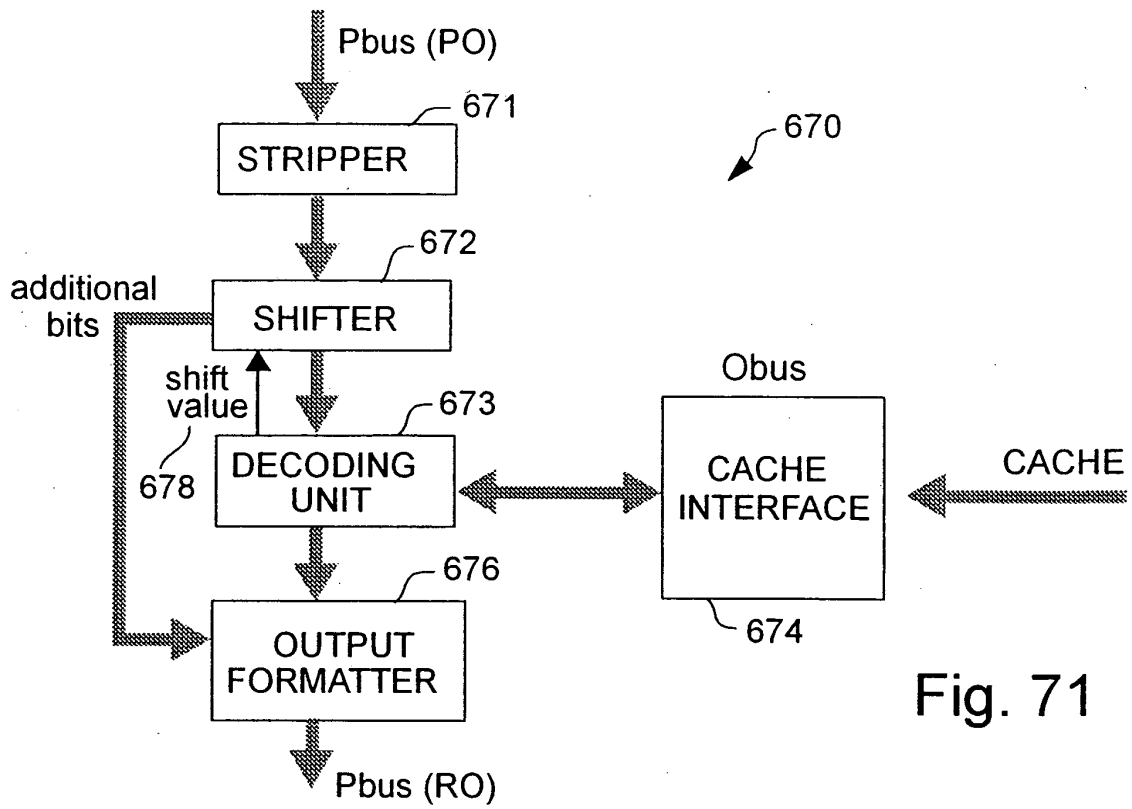 Pbus (PO)
671
STRIPPER
670
672
additional
bits
SHIFTER
shift
value
678
673
DECODING
UNIT
Obus
CACHE
INTERFACE
674
CACHE
676
OUTPUT
FORMATTER
Pbus (RO)
Fig. 71